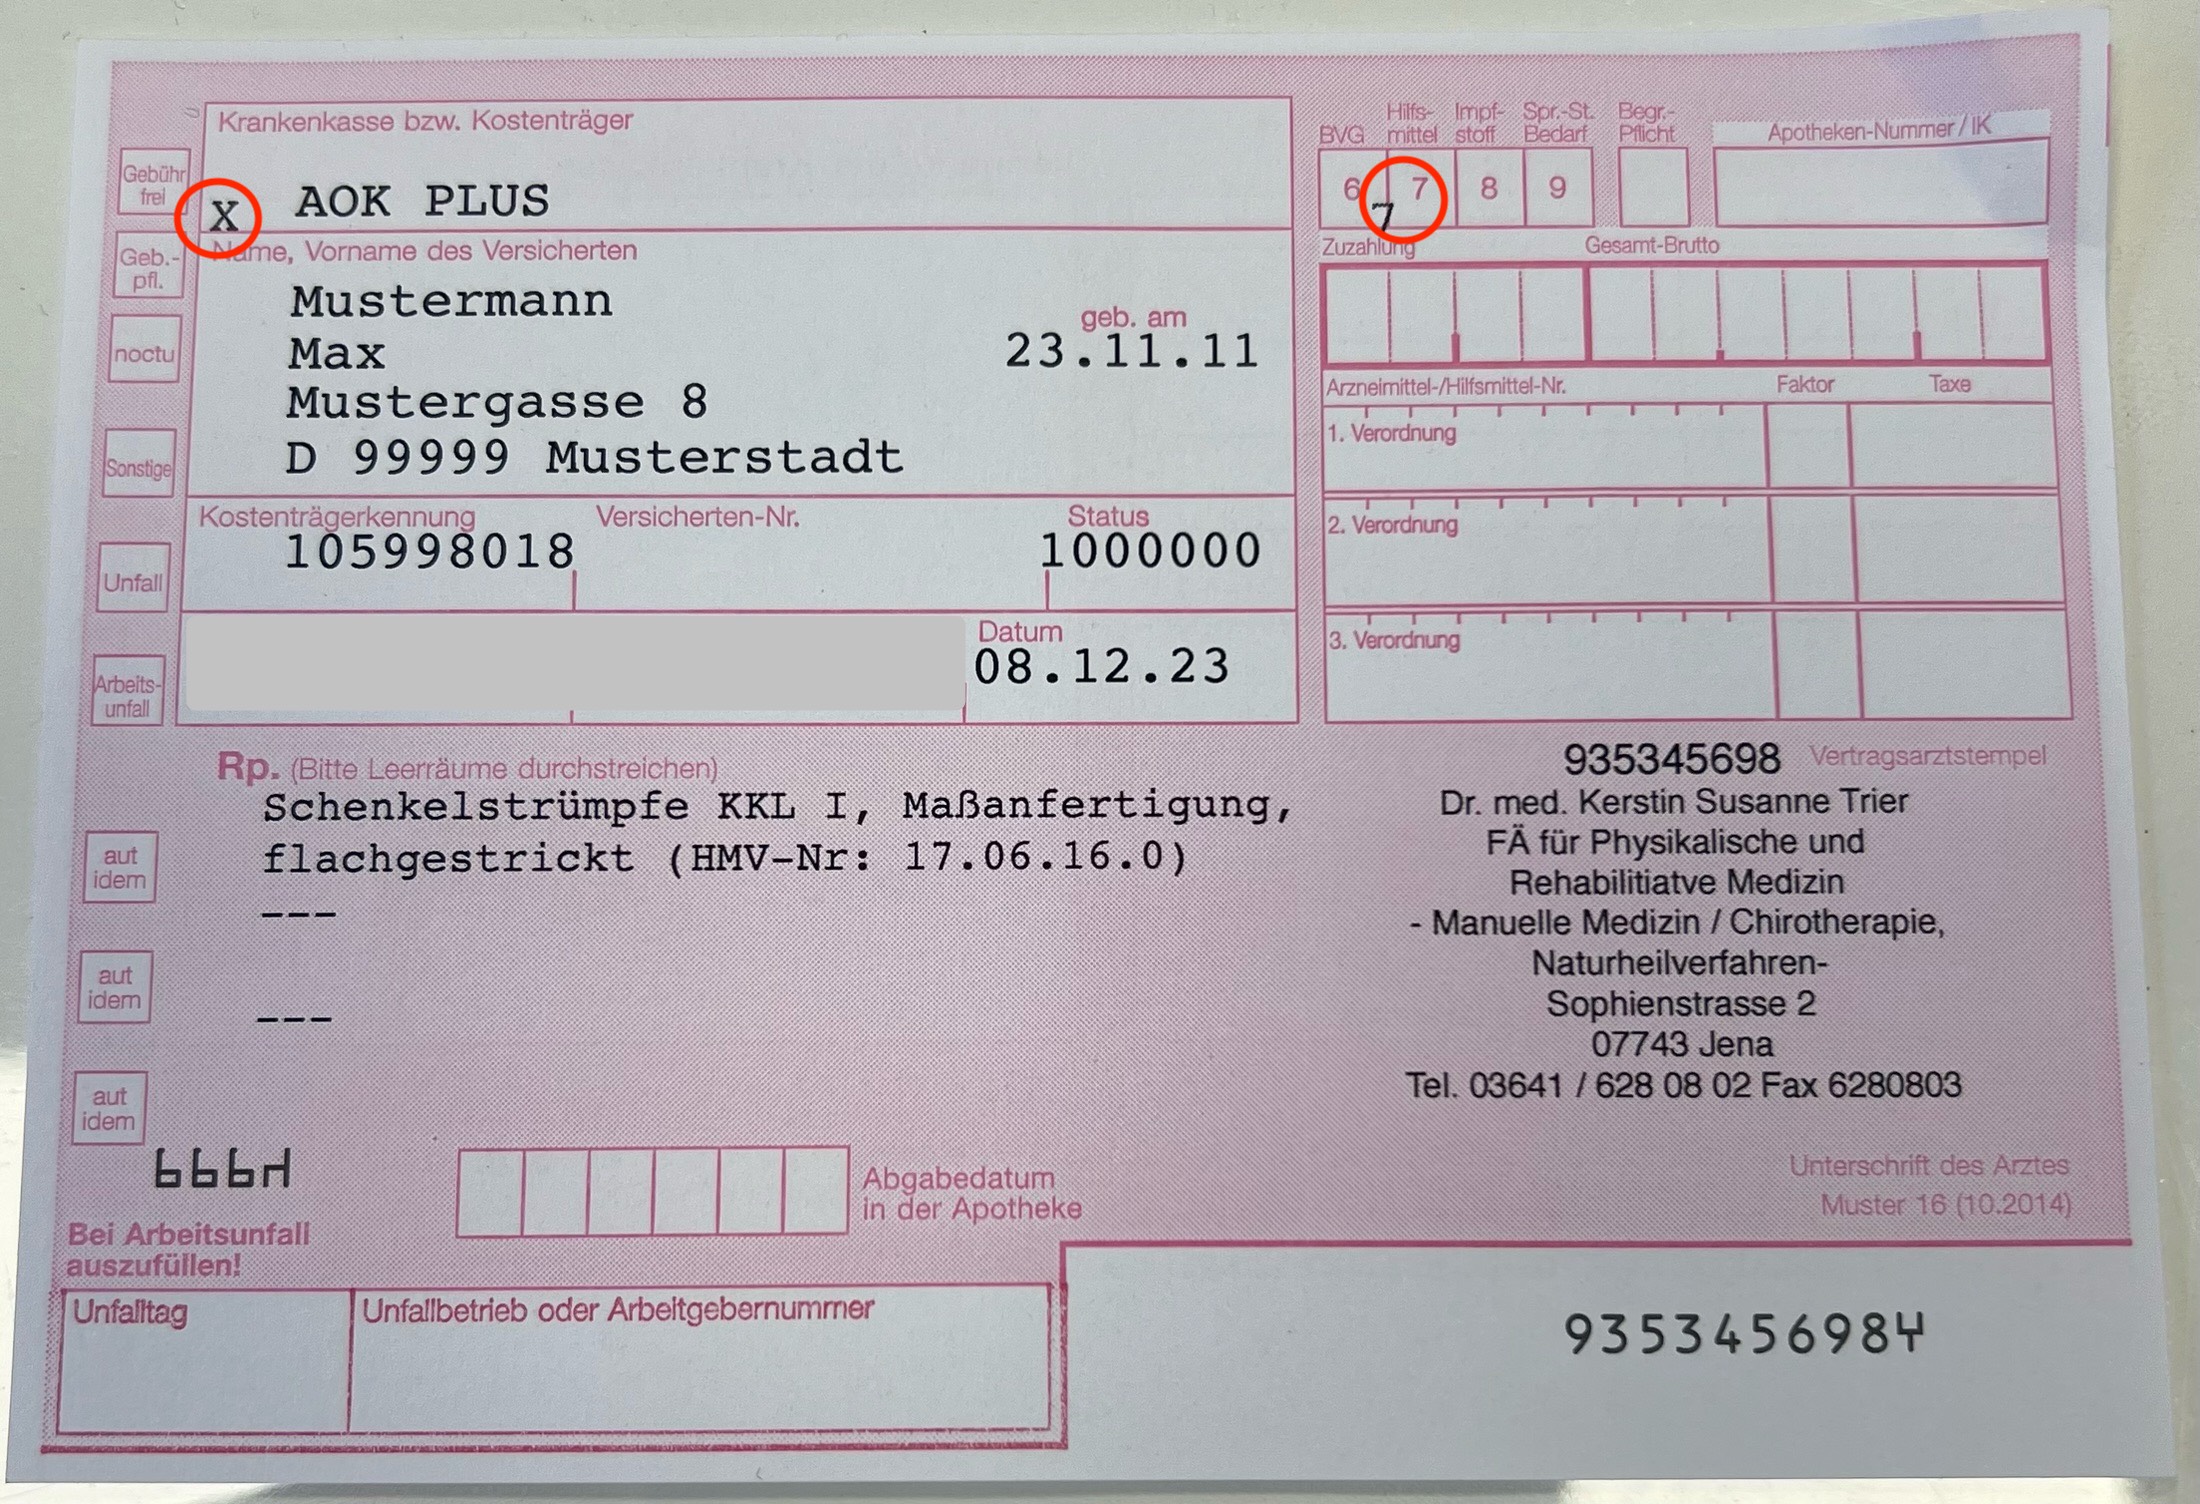 Krankenkasse bzw. Kostenträger
Gebühr
frei
X AOK PLUS
Name, Vorname des Versicherten
Geb.-
pfl.
Mustermann
geb. am
noctu
Max
23.11.11
Mustergasse 8
Sonstige
D 99999 Musterstadt
Kostenträgerkennung Versicherten-Nr. Status
105998018 1000000
Unfall
Datum
08.12.23
Arbeits-
unfall
BVG Hilfs-
mittel Impf-
stoff Spr.-St.
Bedarf Begr.-
Pflicht Apotheken-Nummer / IK
6 7 8 9
7
Zuzahlung Gesamt-Brutto
Arzneimittel-/Hilfsmittel-Nr. Faktor Taxe
1. Verordnung
2. Verordnung
3. Verordnung
Rp. (Bitte Leerräume durchstreichen)
Schenkelstrümpfe KKL I, Maßanfertigung,
flachgestrickt (HMV-Nr: 17.06.16.0)
---
---
aut
idem
aut
idem
aut
idem
935345698 Vertragsarztstempel
Dr. med. Kerstin Susanne Trier
FÄ für Physikalische und
Rehabilitiatve Medizin
- Manuelle Medizin / Chirotherapie,
Naturheilverfahren-
Sophienstrasse 2
07743 Jena
Tel. 03641 / 628 08 02 Fax 6280803
666
Abgabedatum
in der Apotheke
Unterschrift des Arztes
Muster 16 (10.2014)
Bei Arbeitsunfall
auszufüllen!
Unfalltag Unfallbetrieb oder Arbeitgebernummer
935345698